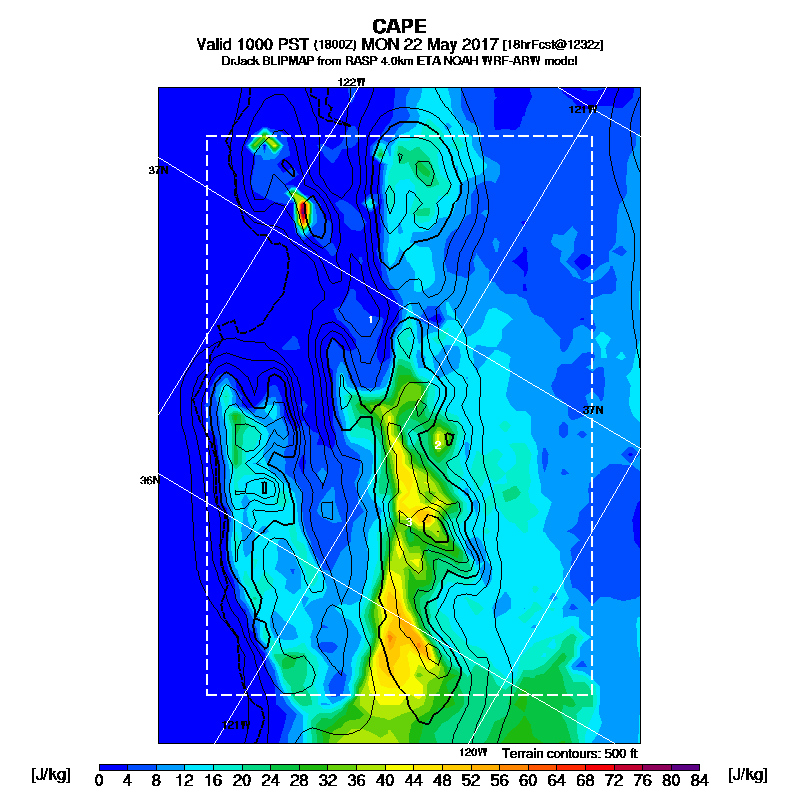 CAPE
Valid 1000 PST (1800Z) MON 22 May 2017 [18hrFcst@1232z]
DrJack BLIPMAP from RASP 4.0km ETA NOAH WRF-ARW model
122W
121W
37N
1
37N
2
36N
3
121W
120W
Terrain contours: 500 ft
[J/kg] 0 4 8 12 16 20 24 28 32 36 40 44 48 52 56 60 64 68 72 76 80 84 [J/kg]